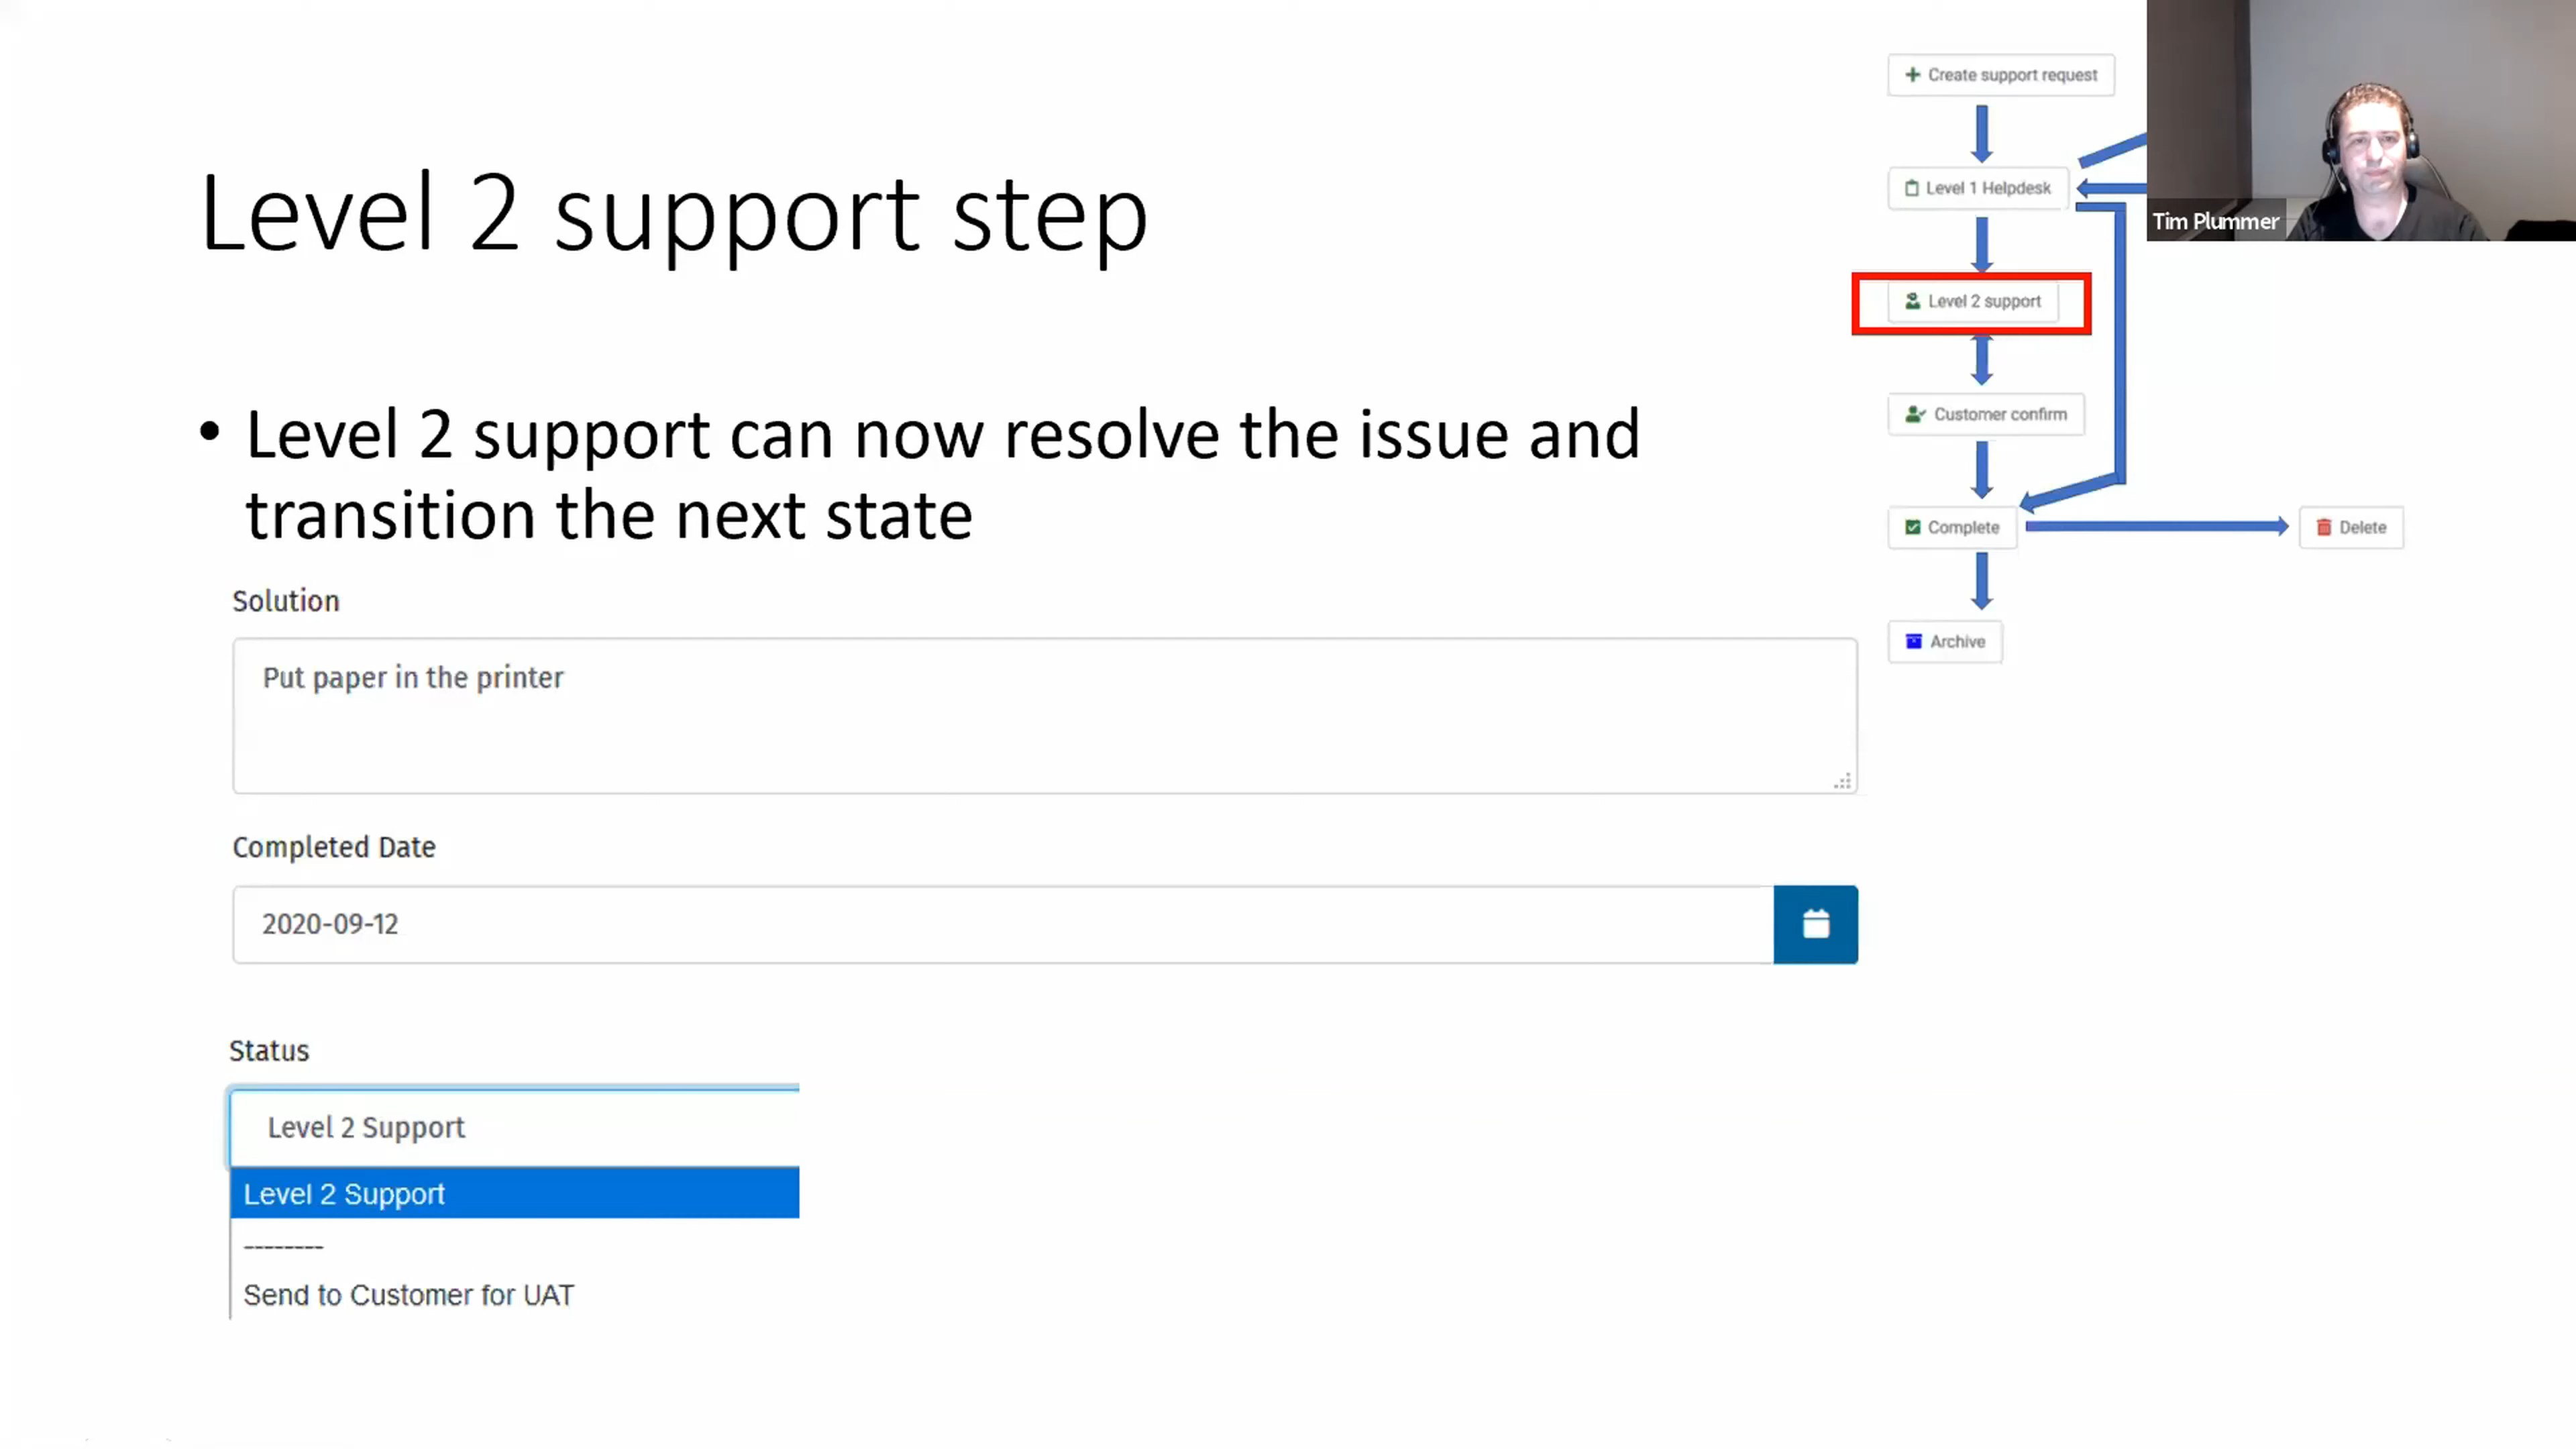 Level 2 support step
• Level 2 support can now resolve the issue and
transition the next state
Solution
Put paper in the printer
Completed Date
2020-09-12
Status
Level 2 Support
Level 2 Support
--------
Send to Customer for UAT
Create support request
Level 1 Helpdesk
Level 2 support
Customer confirm
Complete
Delete
Archive
Tim Plummer